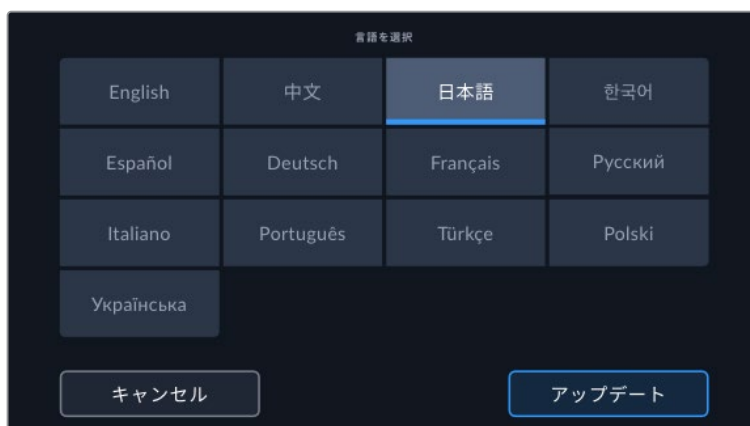 言語を選択
English 中文 日本語 한국어
Español Deutsch Français Русский
Italiano Português Türkçe Polski
Українська
キャンセル アップデート